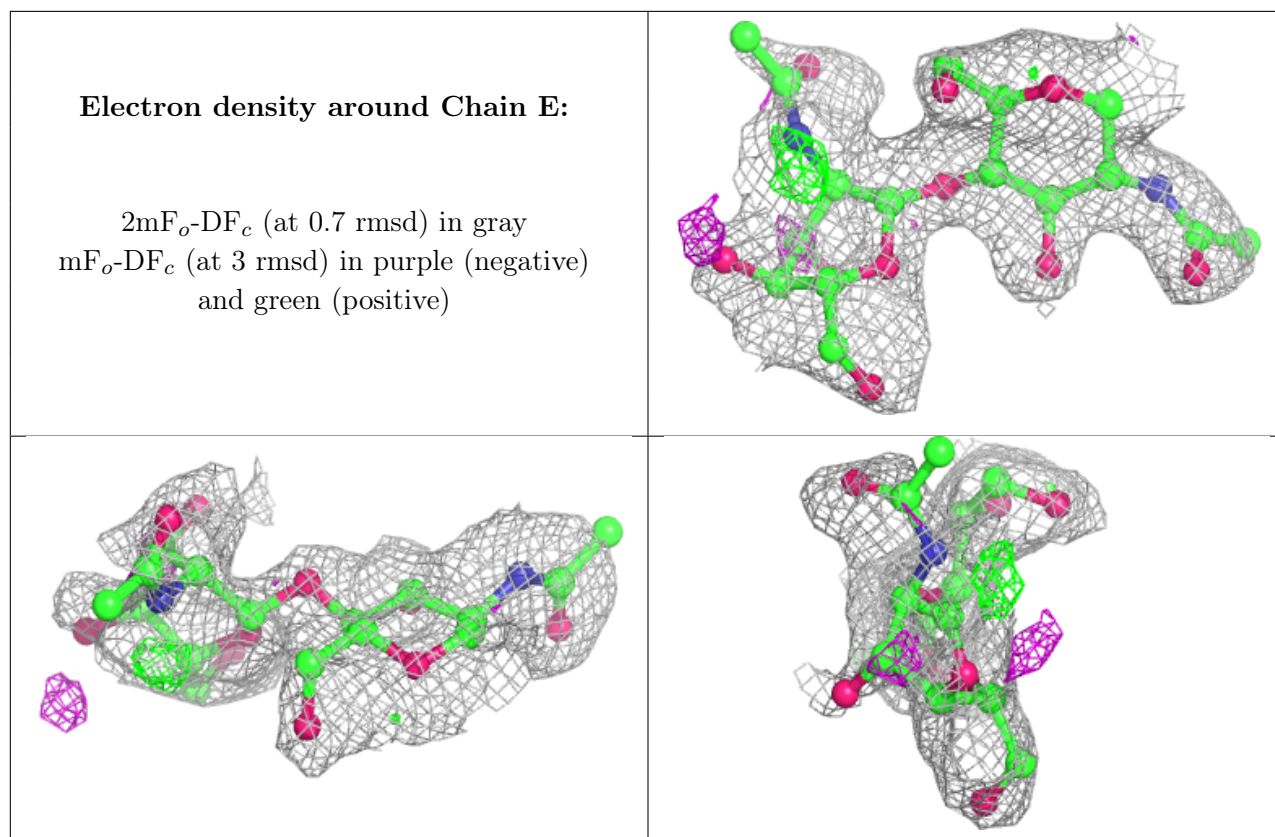 Electron density around Chain E:
2mFₒ-DF𝒸 (at 0.7 rmsd) in gray
mFₒ-DF𝒸 (at 3 rmsd) in purple (negative)
and green (positive)